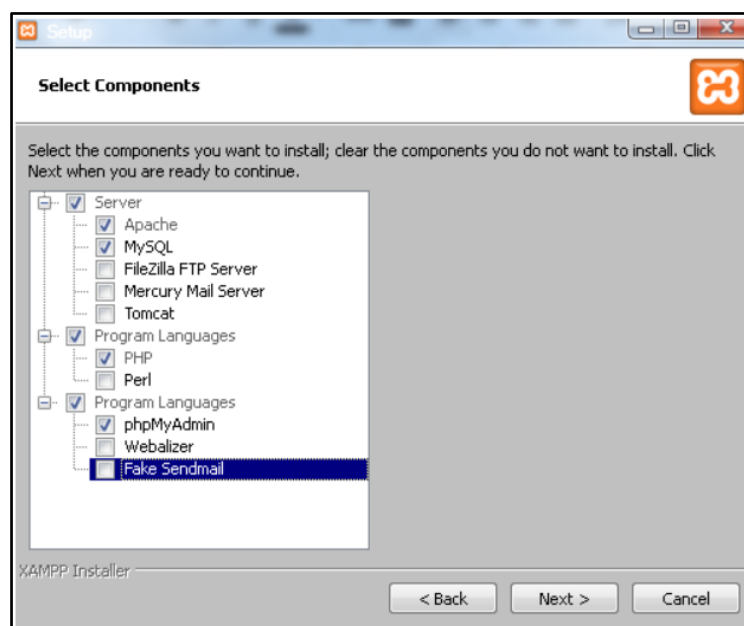 Setup
Select Components
Select the components you want to install; clear the components you do not want to install. Click
Next when you are ready to continue.
Server
Apache
MySQL
FileZilla FTP Server
Mercury Mail Server
Tomcat
Program Languages
PHP
Perl
Program Languages
phpMyAdmin
Webalizer
Fake Sendmail
XAMPP Installer
< Back
Next >
Cancel